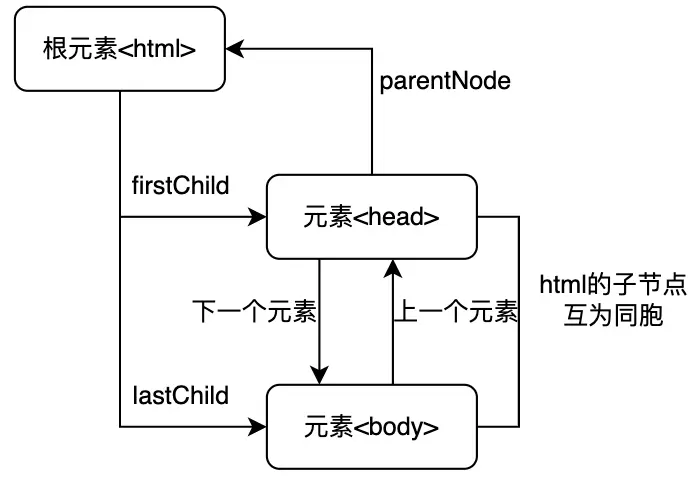 根元素<html>
parentNode
firstChild
元素<head>
下一个元素
上一个元素
html的子节点
互为同胞
lastChild
元素<body>